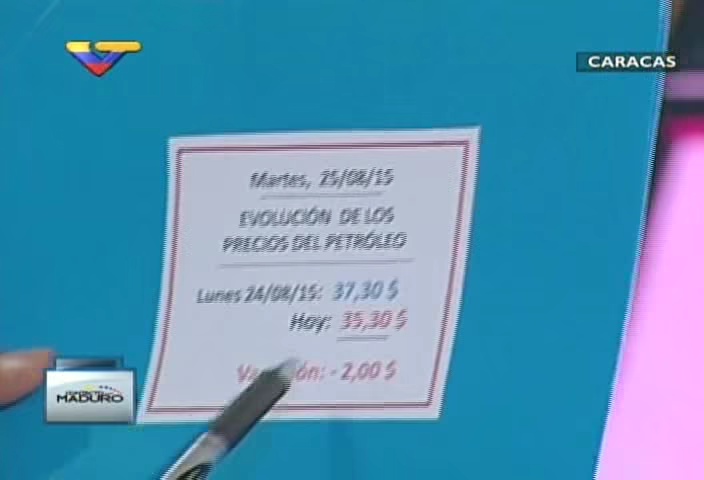 CARACAS
Martes, 25/08/15
EVOLUCIÓN DE LOS
PRECIOS DEL PETRÓLEO
Lunes 24/08/15: 37,30 $
Hoy: 35,30 $
- 2,00 $
MADURO